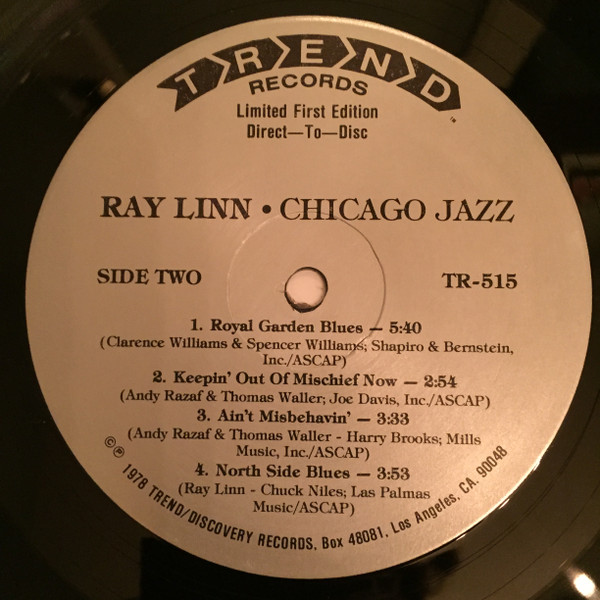 TREND
RECORDS
Limited First Edition
Direct—To—Disc
RAY LINN • CHICAGO JAZZ
SIDE TWO
TR-515
1. Royal Garden Blues — 5:40
(Clarence Williams & Spencer Williams; Shapiro & Bernstein,
Inc./ASCAP)
2. Keepin' Out Of Mischief Now — 2:54
(Andy Razaf & Thomas Waller; Joe Davis, Inc./ASCAP)
3. Ain't Misbehavin' — 3:33
(Andy Razaf & Thomas Waller - Harry Brooks; Mills
Music, Inc./ASCAP)
4. North Side Blues — 3:53
(Ray Linn - Chuck Niles; Las Palmas
Music/ASCAP)
©℗ 1978 TREND/DISCOVERY RECORDS, Box 48081, Los Angeles, CA. 90048